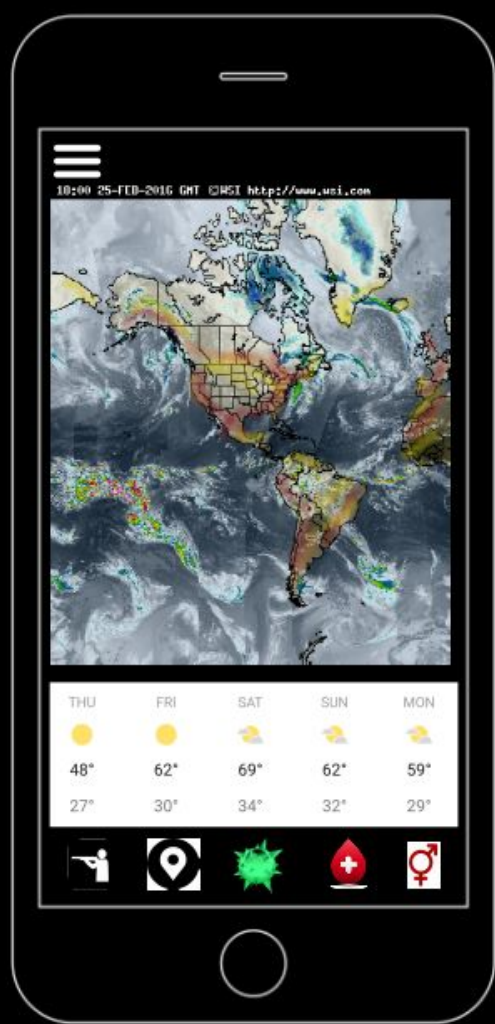 18:00 25-FEB-2016 GMT ©WSI http://www.wsi.com
THU FRI SAT SUN MON
48° 62° 69° 62° 59°
27° 30° 34° 32° 29°